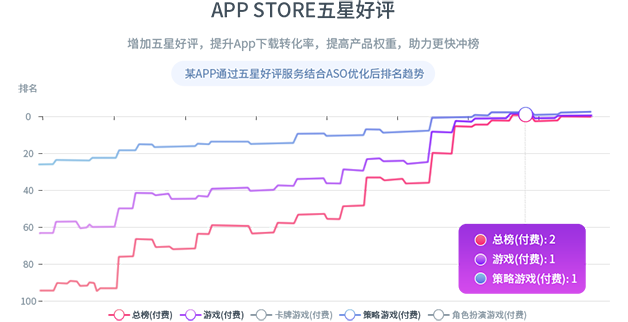 APP STORE五星好评
增加五星好评，提升App下载转化率，提高产品权重，助力更快冲榜
某APP通过五星好评服务结合ASO优化后排名趋势
排名
0
20
40
60
80
100
总榜(付费): 2
游戏(付费): 1
策略游戏(付费): 1
总榜(付费) 游戏(付费) 卡牌游戏(付费) 策略游戏(付费) 角色扮演游戏(付费)